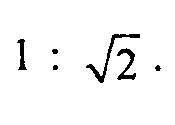 1 : √2 .